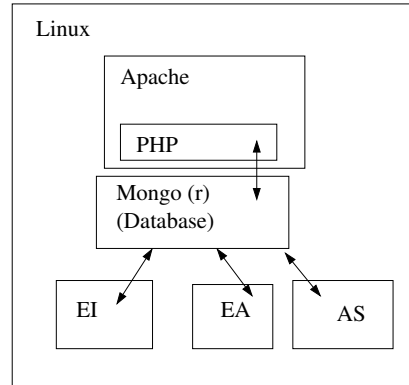 Linux
Apache
PHP
Mongo (r)
(Database)
EI
EA
AS